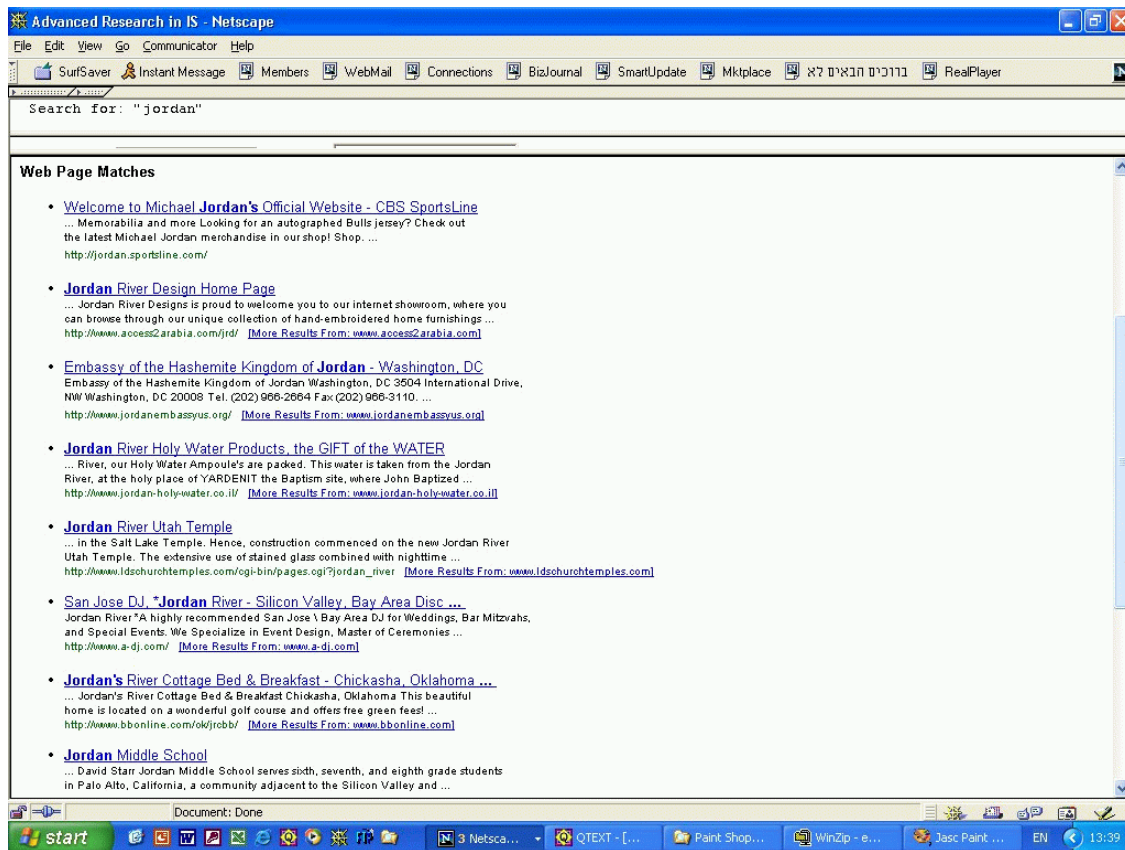 Advanced Research in IS - Netscape
File Edit View Go Communicator Help
SurfSaver Instant Message Members WebMail Connections BizJournal SmartUpdate Mktplace ברוכים הבאים לא RealPlayer
Search for: "jordan"
Web Page Matches
Welcome to Michael Jordan's Official Website - CBS SportsLine
... Memorabilia and more Looking for an autographed Bulls jersey? Check out
the latest Michael Jordan merchandise in our shop! Shop. ...
http://jordan.sportsline.com/
Jordan River Design Home Page
... Jordan River Designs is proud to welcome you to our internet showroom, where you
can browse through our unique collection of hand-embroidered home furnishings ...
http://www.access2arabia.com/jrd/ [More Results From: www.access2arabia.com]
Embassy of the Hashemite Kingdom of Jordan - Washington, DC
Embassy of the Hashemite Kingdom of Jordan Washington, DC 3504 International Drive,
NW Washington, DC 20008 Tel. (202) 966-2664 Fax (202) 966-3110. ...
http://www.jordanembassyus.org/ [More Results From: www.jordanembassyus.org]
Jordan River Holy Water Products, the GIFT of the WATER
... River, our Holy Water Ampoule's are packed. This water is taken from the Jordan
River, at the holy place of YARDENIT the Baptism site, where John Baptized ...
http://www.jordan-holy-water.co.il/ [More Results From: www.jordan-holy-water.co.il]
Jordan River Utah Temple
... in the Salt Lake Temple. Hence, construction commenced on the new Jordan River
Utah Temple. The extensive use of stained glass combined with nighttime ...
http://www.ldschurchtemples.com/cgi-bin/pages.cgi?jordan_river [More Results From: www.ldschurchtemples.com]
San Jose DJ, *Jordan River - Silicon Valley, Bay Area Disc ...
Jordan River *A highly recommended San Jose \ Bay Area DJ for Weddings, Bar Mitzvahs,
and Special Events. We Specialize in Event Design, Master of Ceremonies ...
http://www.a-dj.com/ [More Results From: www.a-dj.com]
Jordan's River Cottage Bed & Breakfast - Chickasha, Oklahoma ...
... Jordan's River Cottage Bed & Breakfast Chickasha, Oklahoma This beautiful
home is located on a wonderful golf course and offers free green fees! ...
http://www.bbonline.com/ok/jrcbb/ [More Results From: www.bbonline.com]
Jordan Middle School
... David Starr Jordan Middle School serves sixth, seventh, and eighth grade students
in Palo Alto, California, a community adjacent to the Silicon Valley and ...
Document: Done
start 3 Netsca... QTEXT - [... Paint Shop... WinZip - e... Jasc Paint ... EN 13:39